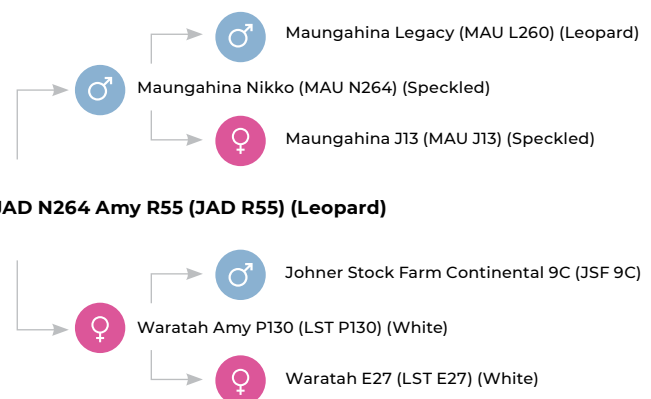 Maungahina Legacy (MAU L260) (Leopard)
Maungahina Nikko (MAU N264) (Speckled)
Maungahina J13 (MAU J13) (Speckled)
JAD N264 Amy R55 (JAD R55) (Leopard)
Johner Stock Farm Continental 9C (JSF 9C)
Waratah Amy P130 (LST P130) (White)
Waratah E27 (LST E27) (White)